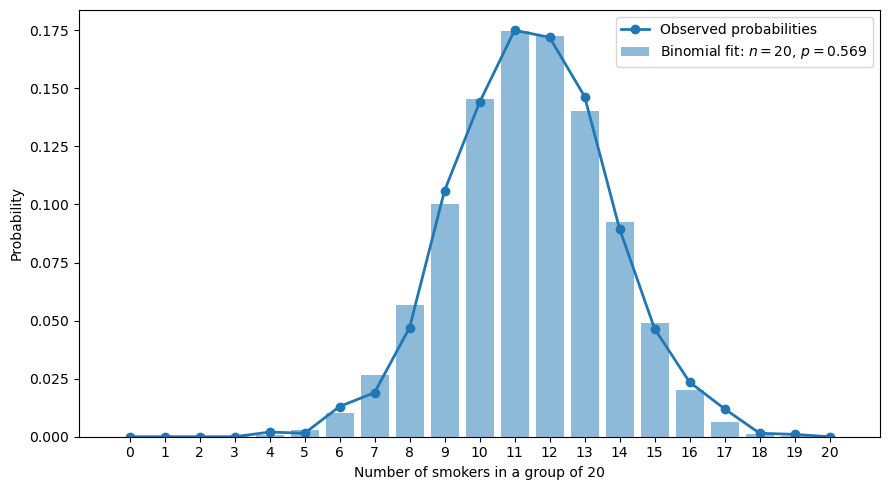 0.175
0.150
0.125
0.100
0.075
0.050
0.025
0.000
Probability
Observed probabilities
Binomial fit: n = 20, p = 0.569
0 1 2 3 4 5 6 7 8 9 10 11 12 13 14 15 16 17 18 19 20
Number of smokers in a group of 20